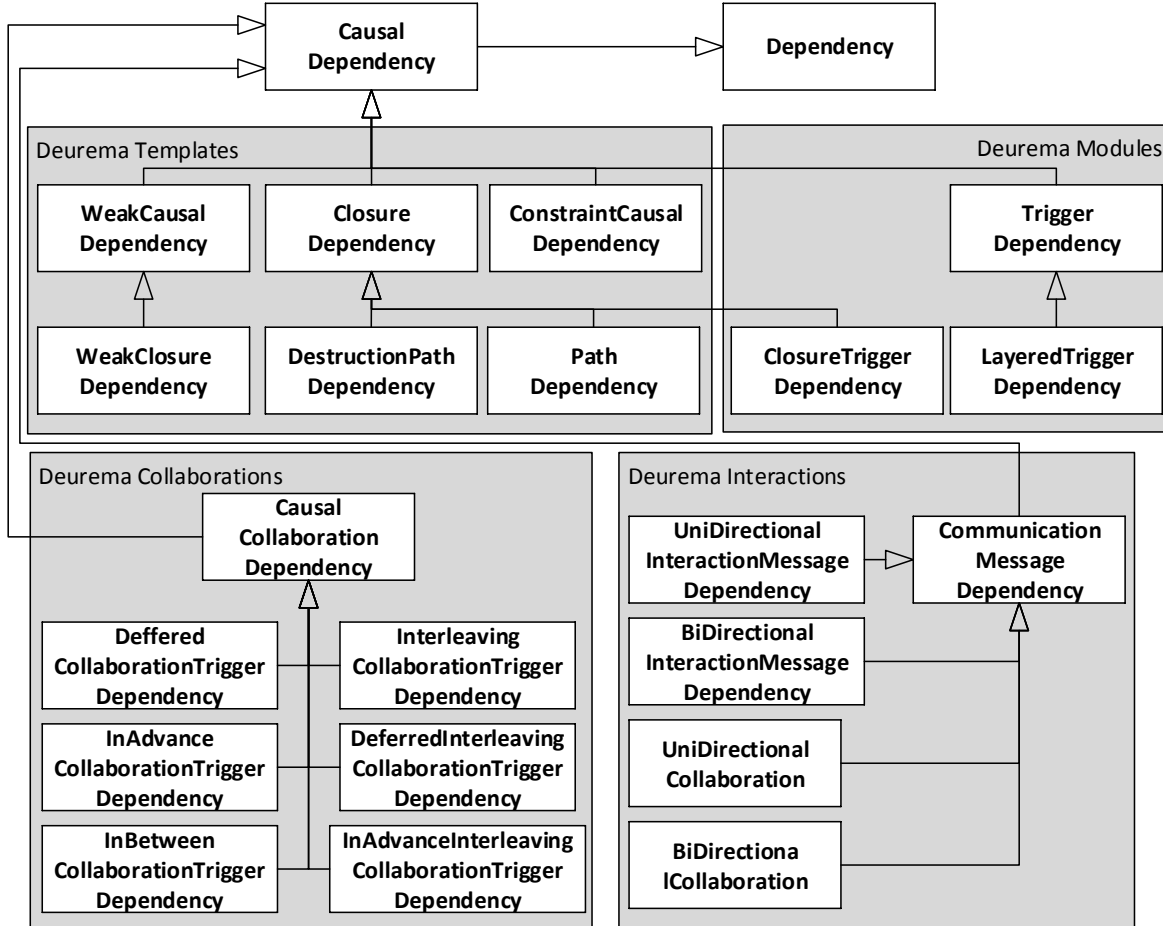 Causal
Dependency
Dependency
Deurema Templates
Deurema Modules
WeakCausal
Dependency
Closure
Dependency
ConstraintCausal
Dependency
Trigger
Dependency
WeakClosure
Dependency
DestructionPath
Dependency
Path
Dependency
ClosureTrigger
Dependency
LayeredTrigger
Dependency
Deurema Collaborations
Causal
Collaboration
Dependency
Deffered
CollaborationTrigger
Dependency
Interleaving
CollaborationTrigger
Dependency
InAdvance
CollaborationTrigger
Dependency
DeferredInterleaving
CollaborationTrigger
Dependency
InBetween
CollaborationTrigger
Dependency
InAdvanceInterleaving
CollaborationTrigger
Dependency
Deurema Interactions
UniDirectional
InteractionMessage
Dependency
Communication
Message
Dependency
BiDirectional
InteractionMessage
Dependency
UniDirectional
Collaboration
BiDirectiona
lCollaboration